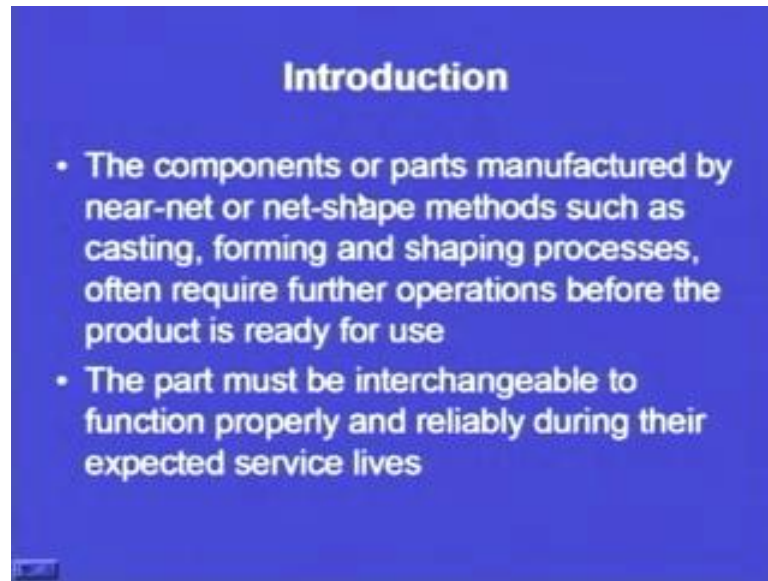 Introduction
• The components or parts manufactured by
near-net or net-shape methods such as
casting, forming and shaping processes,
often require further operations before the
product is ready for use
• The part must be interchangeable to
function properly and reliably during their
expected service lives